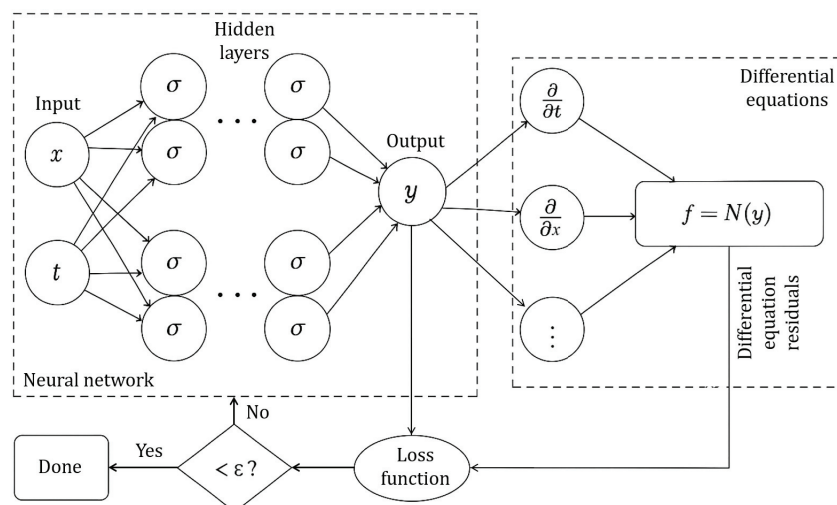 Hidden
layers
Input
x
t
σ
σ
σ
σ
. . .
. . .
σ
σ
σ
σ
Output
y
Neural network
Differential
equations
∂/∂t
∂/∂x
⋮
f = N(y)
Differential
equation
residuals
Loss
function
< ε ?
No
Yes
Done